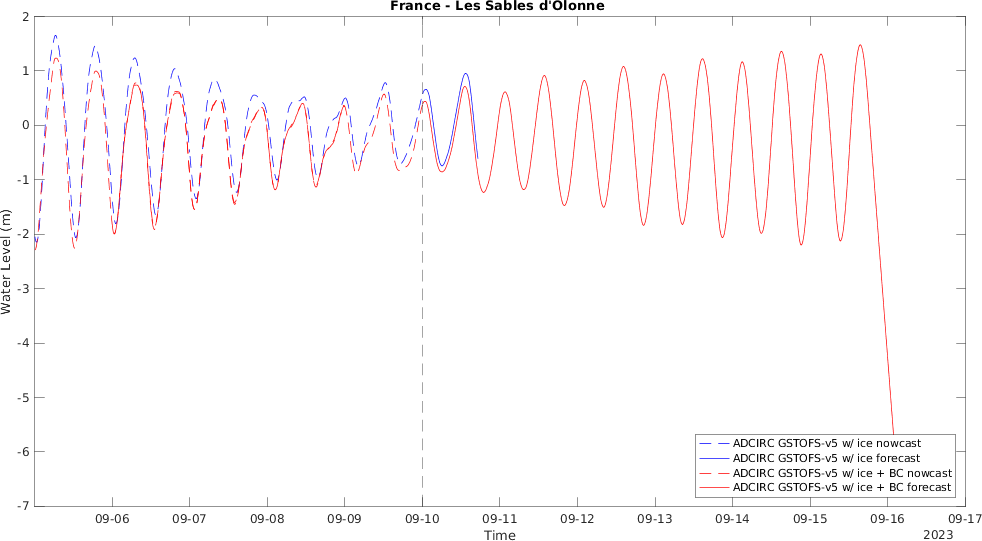 France - Les Sables d'Olonne
2
1
0
-1
-2
-3
-4
-5
-6
-7
Water Level (m)
09-06 09-07 09-08 09-09 09-10 09-11 09-12 09-13 09-14 09-15 09-16 09-17
Time
2023
ADCIRC GSTOFS-v5 w/ ice nowcast
ADCIRC GSTOFS-v5 w/ ice forecast
ADCIRC GSTOFS-v5 w/ ice + BC nowcast
ADCIRC GSTOFS-v5 w/ ice + BC forecast